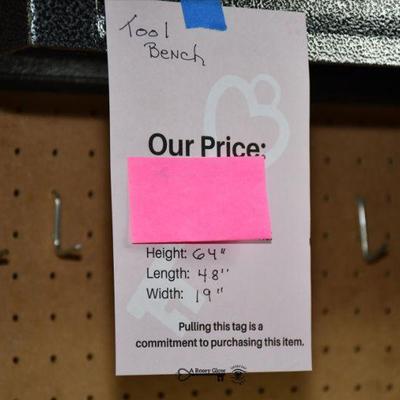 Tool
Bench
Our Price:
Height: 64"
Length: 48"
Width: 19"
Pulling this tag is a
commitment to purchasing this item.